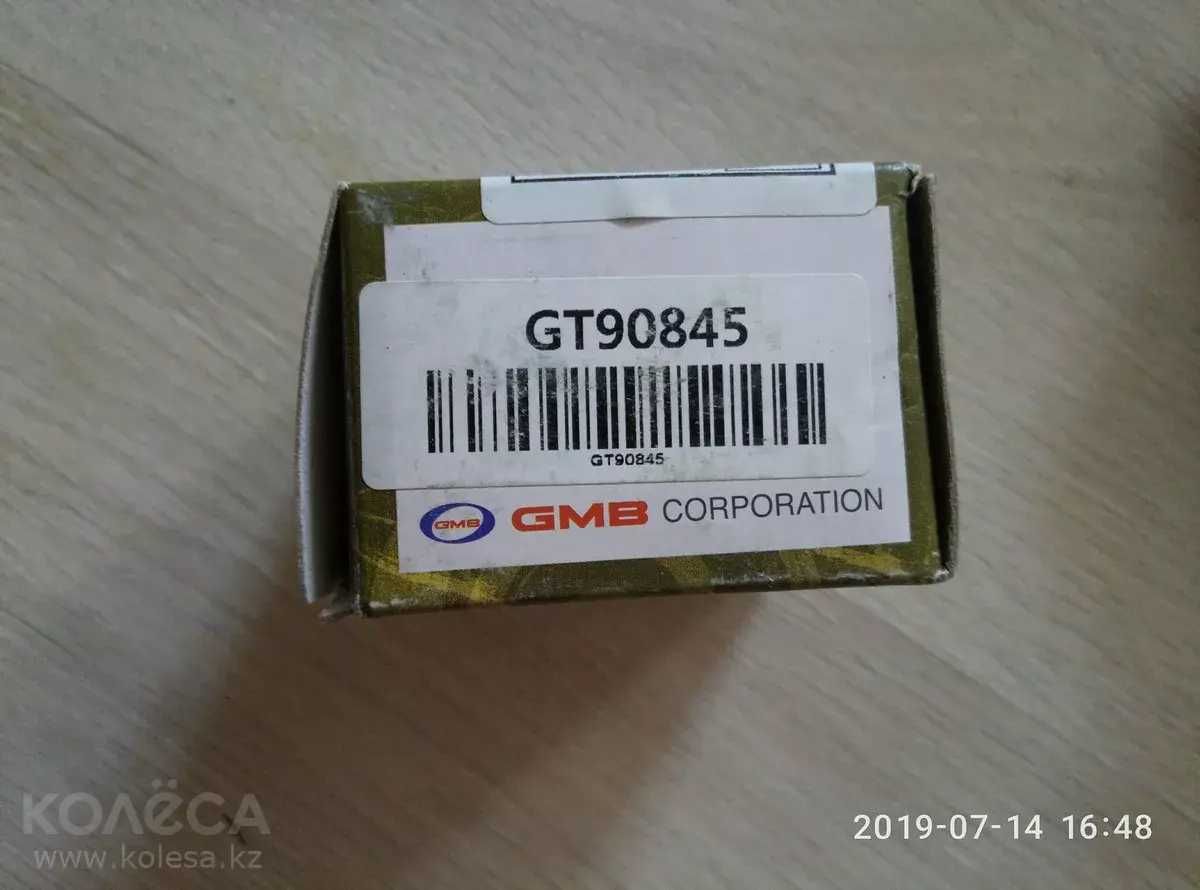 GT90845
GT90845
GMB GMB CORPORATION
2019-07-14 16:48
КОЛЁСА
www.kolesa.kz